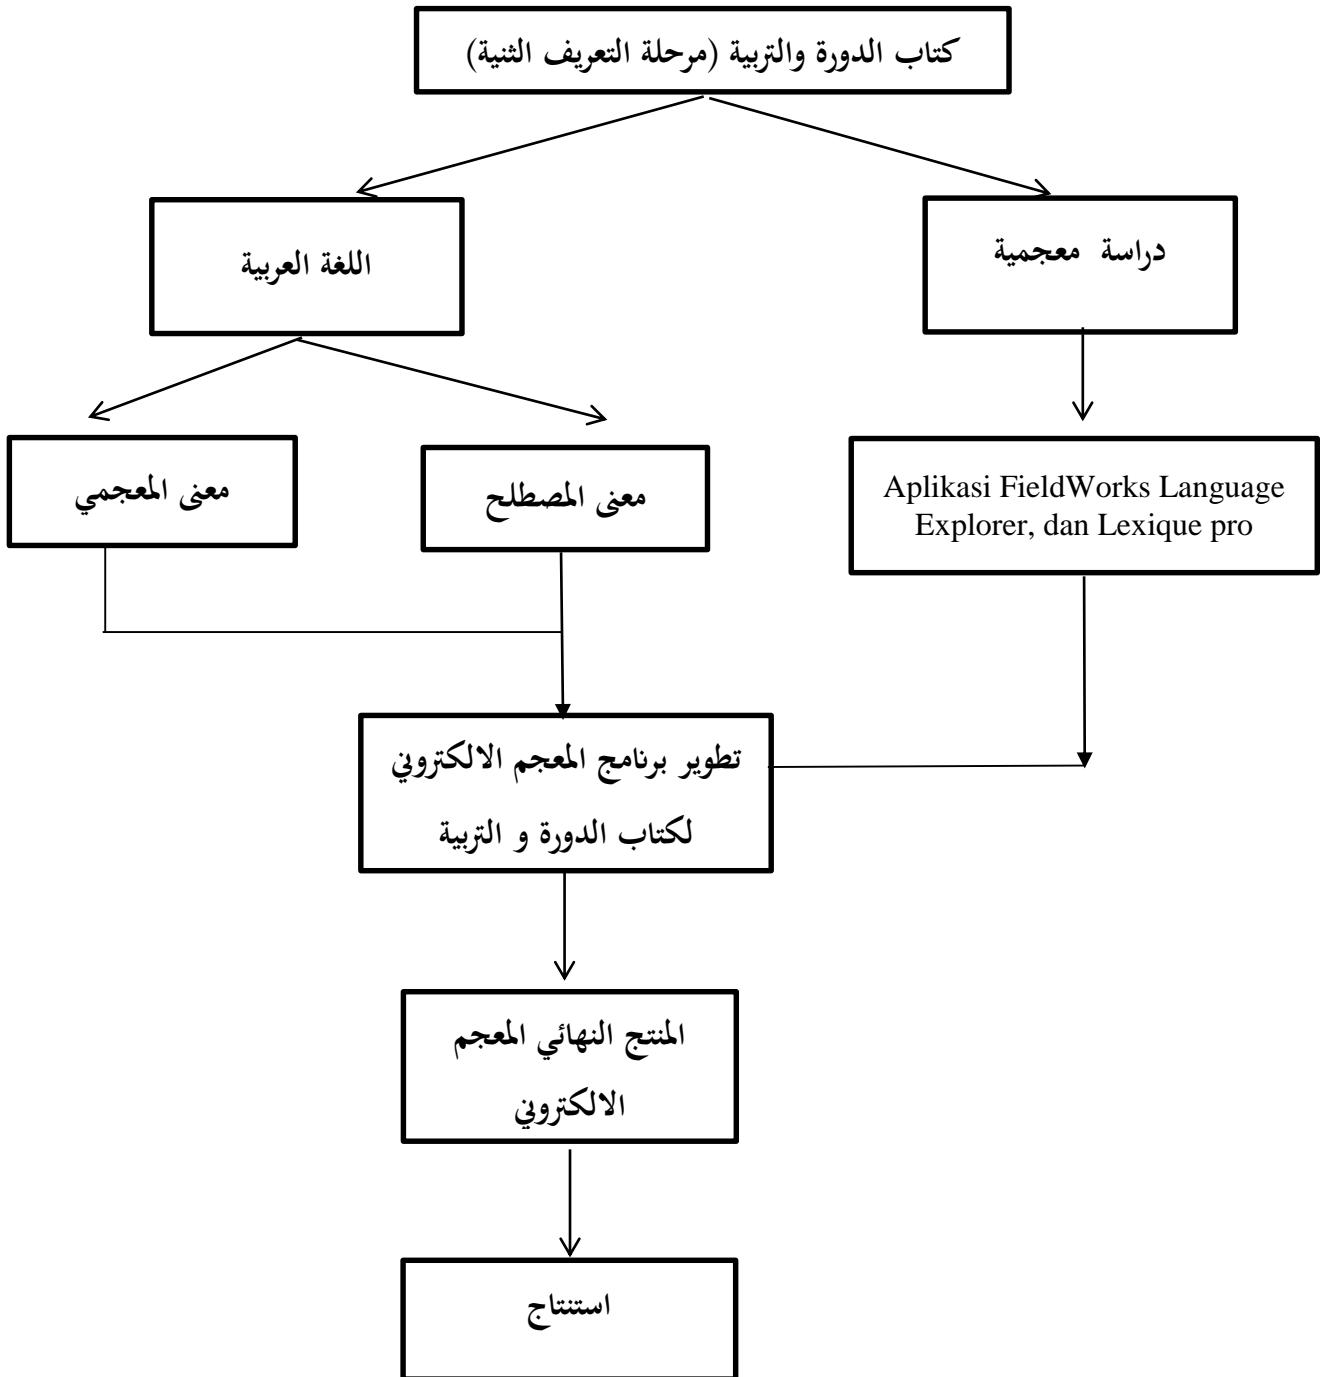 كتاب الدورة والتربية (مرحلة التعريف الثنية)
دراسة معجمية
اللغة العربية
Aplikasi FieldWorks Language
Explorer, dan Lexique pro
معنى المصطلح
معنى المعجمي
تطوير برنامج المعجم الالكتروني
لكتاب الدورة و التربية
المنتج النهائي المعجم
الالكتروني
استنتاج